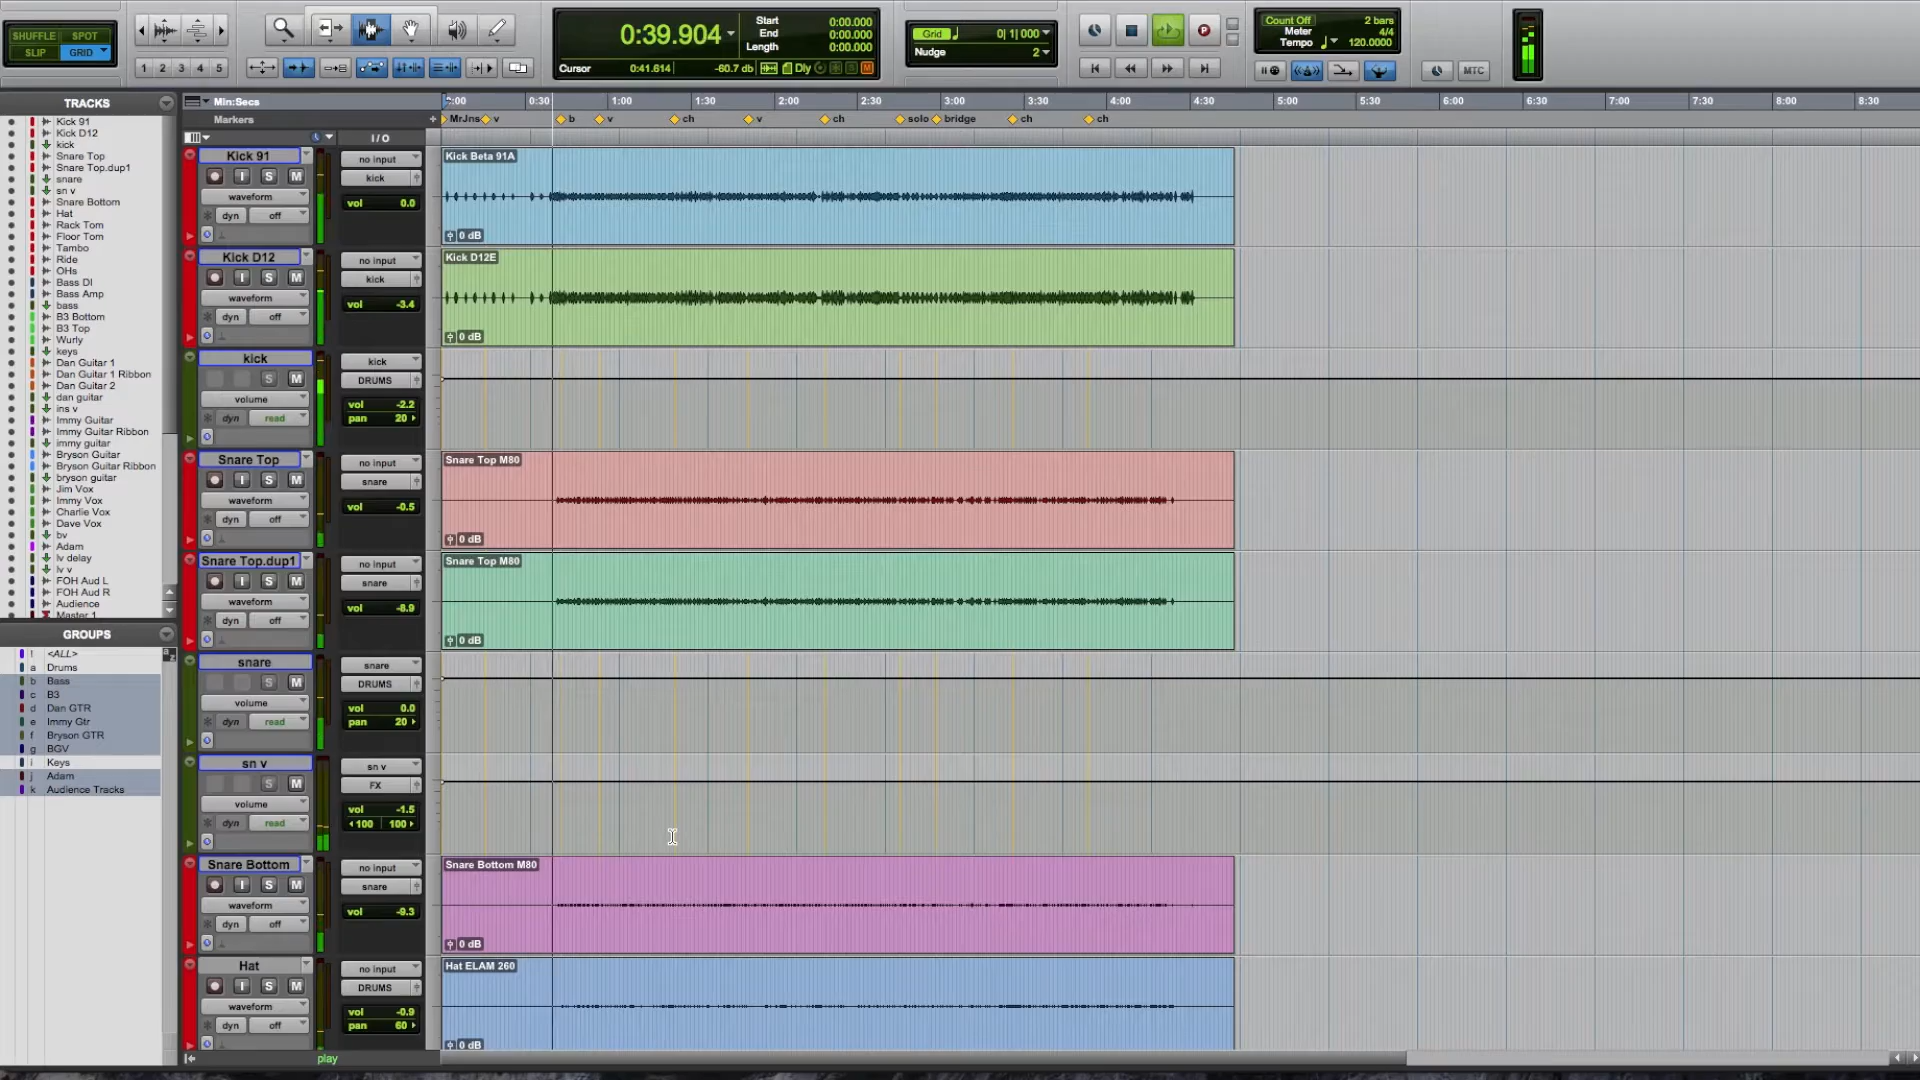 SHUFFLE SPOT
SLIP GRID
1 2 3 4 5
0:39.904
Start 0:00.000
End 0:00.000
Length 0:00.000
Cursor 0:41.614 -60.7 db Dly
Grid 0| 1| 000
Nudge 2
Count Off 2 bars
Meter 4/4
Tempo 120.0000
MTC
TRACKS
Kick 91
Kick D12
kick
Snare Top
Snare Top.dup1
snare
sn v
Snare Bottom
Hat
Rack Tom
Floor Tom
Tambo
Ride
OHs
Bass DI
Bass Amp
bass
B3 Bottom
B3 Top
Wurly
keys
Dan Guitar 1
Dan Guitar 1 Ribbon
Dan Guitar 2
dan guitar
ins v
Immy Guitar
Immy Guitar Ribbon
immy guitar
Bryson Guitar
Bryson Guitar Ribbon
bryson guitar
Jim Vox
Immy Vox
Charlie Vox
Dave Vox
bv
Adam
lv delay
lv v
FOH Aud L
FOH Aud R
Audience
Master 1
GROUPS
! <ALL>
a Drums
b Bass
c B3
d Dan GTR
e Immy Gtr
f Bryson GTR
g BGV
i Keys
j Adam
k Audience Tracks
Min:Secs
0:00 0:30 1:00 1:30 2:00 2:30 3:00 3:30 4:00 4:30 5:00 5:30 6:00 6:30 7:00 7:30 8:00 8:30
Markers
MrJns v b v ch v ch solo bridge ch ch
I/O
Kick 91
I S M
waveform
dyn off
no input
kick
vol 0.0
Kick Beta 91A
0 dB
Kick D12
I S M
waveform
dyn off
no input
kick
vol -3.4
Kick D12E
0 dB
kick
S M
volume
dyn read
kick
DRUMS
vol -2.2
pan 20
Snare Top
I S M
waveform
dyn off
no input
snare
vol -0.5
Snare Top M80
0 dB
Snare Top.dup1
I S M
waveform
dyn off
no input
snare
vol -8.9
Snare Top M80
0 dB
snare
S M
volume
dyn read
snare
DRUMS
vol 0.0
pan 20
sn v
S M
volume
dyn read
sn v
FX
vol -1.5
100 100
Snare Bottom
I S M
waveform
dyn off
no input
snare
vol -9.3
Snare Bottom M80
0 dB
Hat
I S M
waveform
dyn off
no input
DRUMS
vol -0.9
pan 60
Hat ELAM 260
0 dB
play